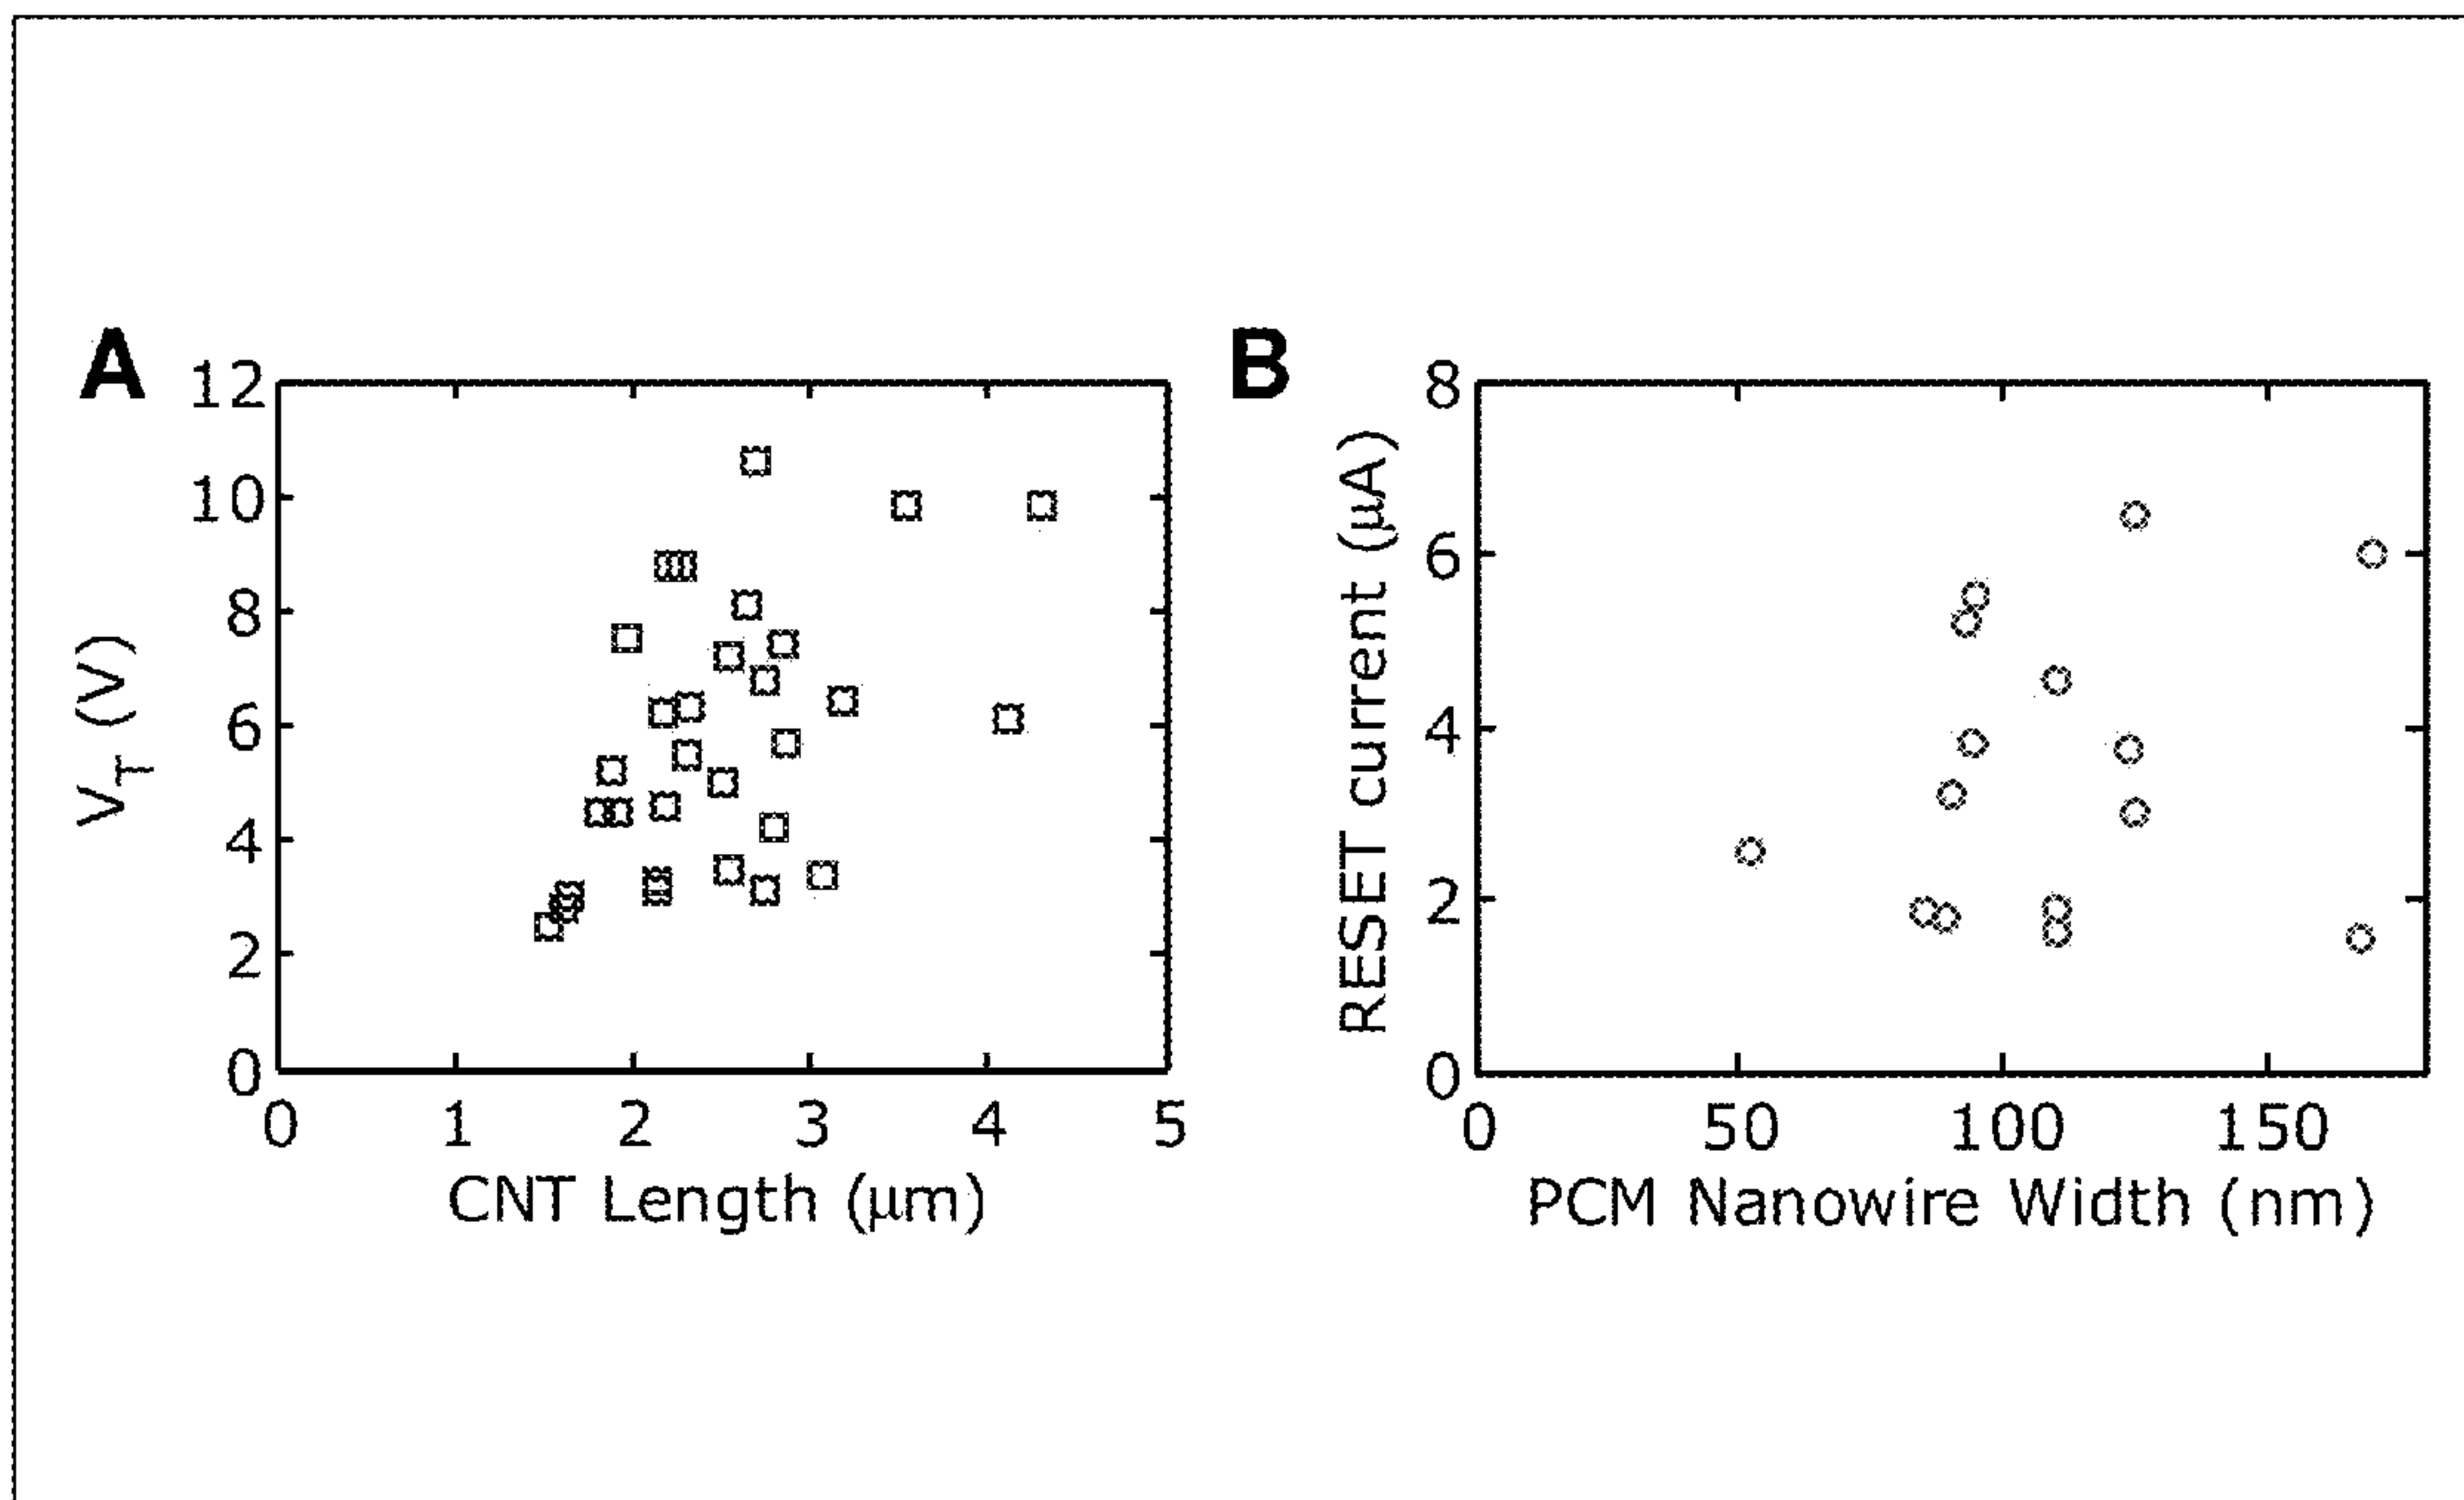 A
12
10
8
6
4
2
0
V_T (V)
0 1 2 3 4 5
CNT Length (μm)
B
8
6
4
2
0
RESET current (μA)
0 50 100 150
PCM Nanowire Width (nm)